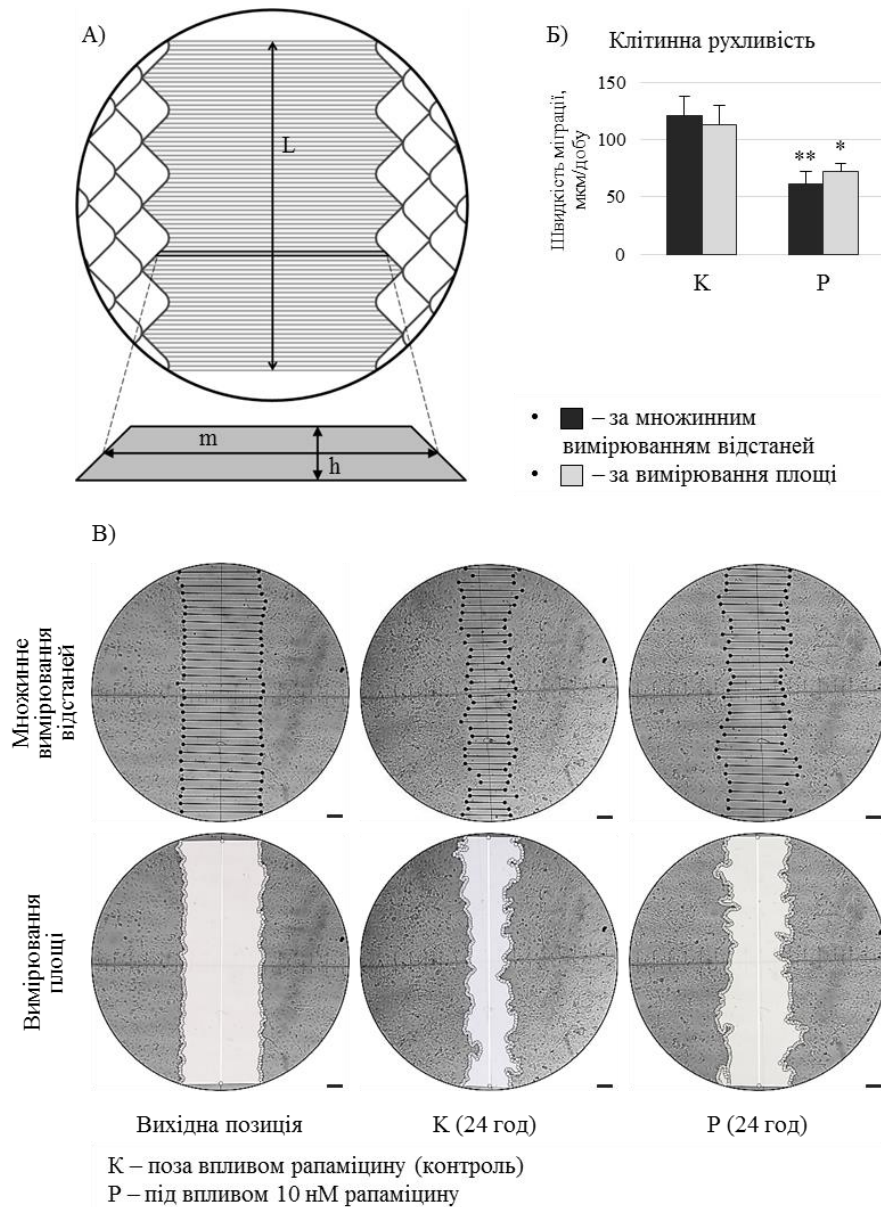 А)
L
m
h
Б)
Клітинна рухливість
Швидкість міграції,
мкм/добу
150
100
50
0
**
*
К
Р
• – за множинним
вимірюванням відстаней
• – за вимірювання площі
В)
Множинне
вимірювання
відстаней
Вимірювання
площі
Вихідна позиція
К (24 год)
Р (24 год)
К – поза впливом рапаміцину (контроль)
Р – під впливом 10 нМ рапаміцину